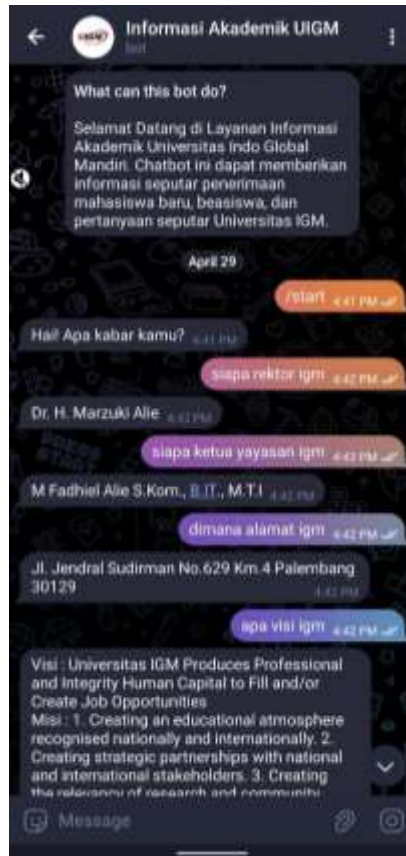 Informasi Akademik UIGM
bot
What can this bot do?
Selamat Datang di Layanan Informasi
Akademik Universitas Indo Global
Mandiri. Chatbot ini dapat memberikan
informasi seputar penerimaan
mahasiswa baru, beasiswa, dan
pertanyaan seputar Universitas IGM.
April 29
/start 4:41 PM
Hai! Apa kabar kamu? 4:41 PM
siapa rektor igm 4:42 PM
Dr. H. Marzuki Alie 4:42 PM
siapa ketua yayasan igm 4:42 PM
M Fadhiel Alie S.Kom., B.IT., M.T.I 4:42 PM
dimana alamat igm 4:42 PM
Jl. Jendral Sudirman No.629 Km.4 Palembang
30129 4:42 PM
apa visi igm 4:42 PM
Visi : Universitas IGM Produces Professional
and Integrity Human Capital to Fill and/or
Create Job Opportunities
Misi : 1. Creating an educational atmosphere
recognised nationally and internationally. 2.
Creating strategic partnerships with national
and international stakeholders. 3. Creating
the relevancy of research and community
Message